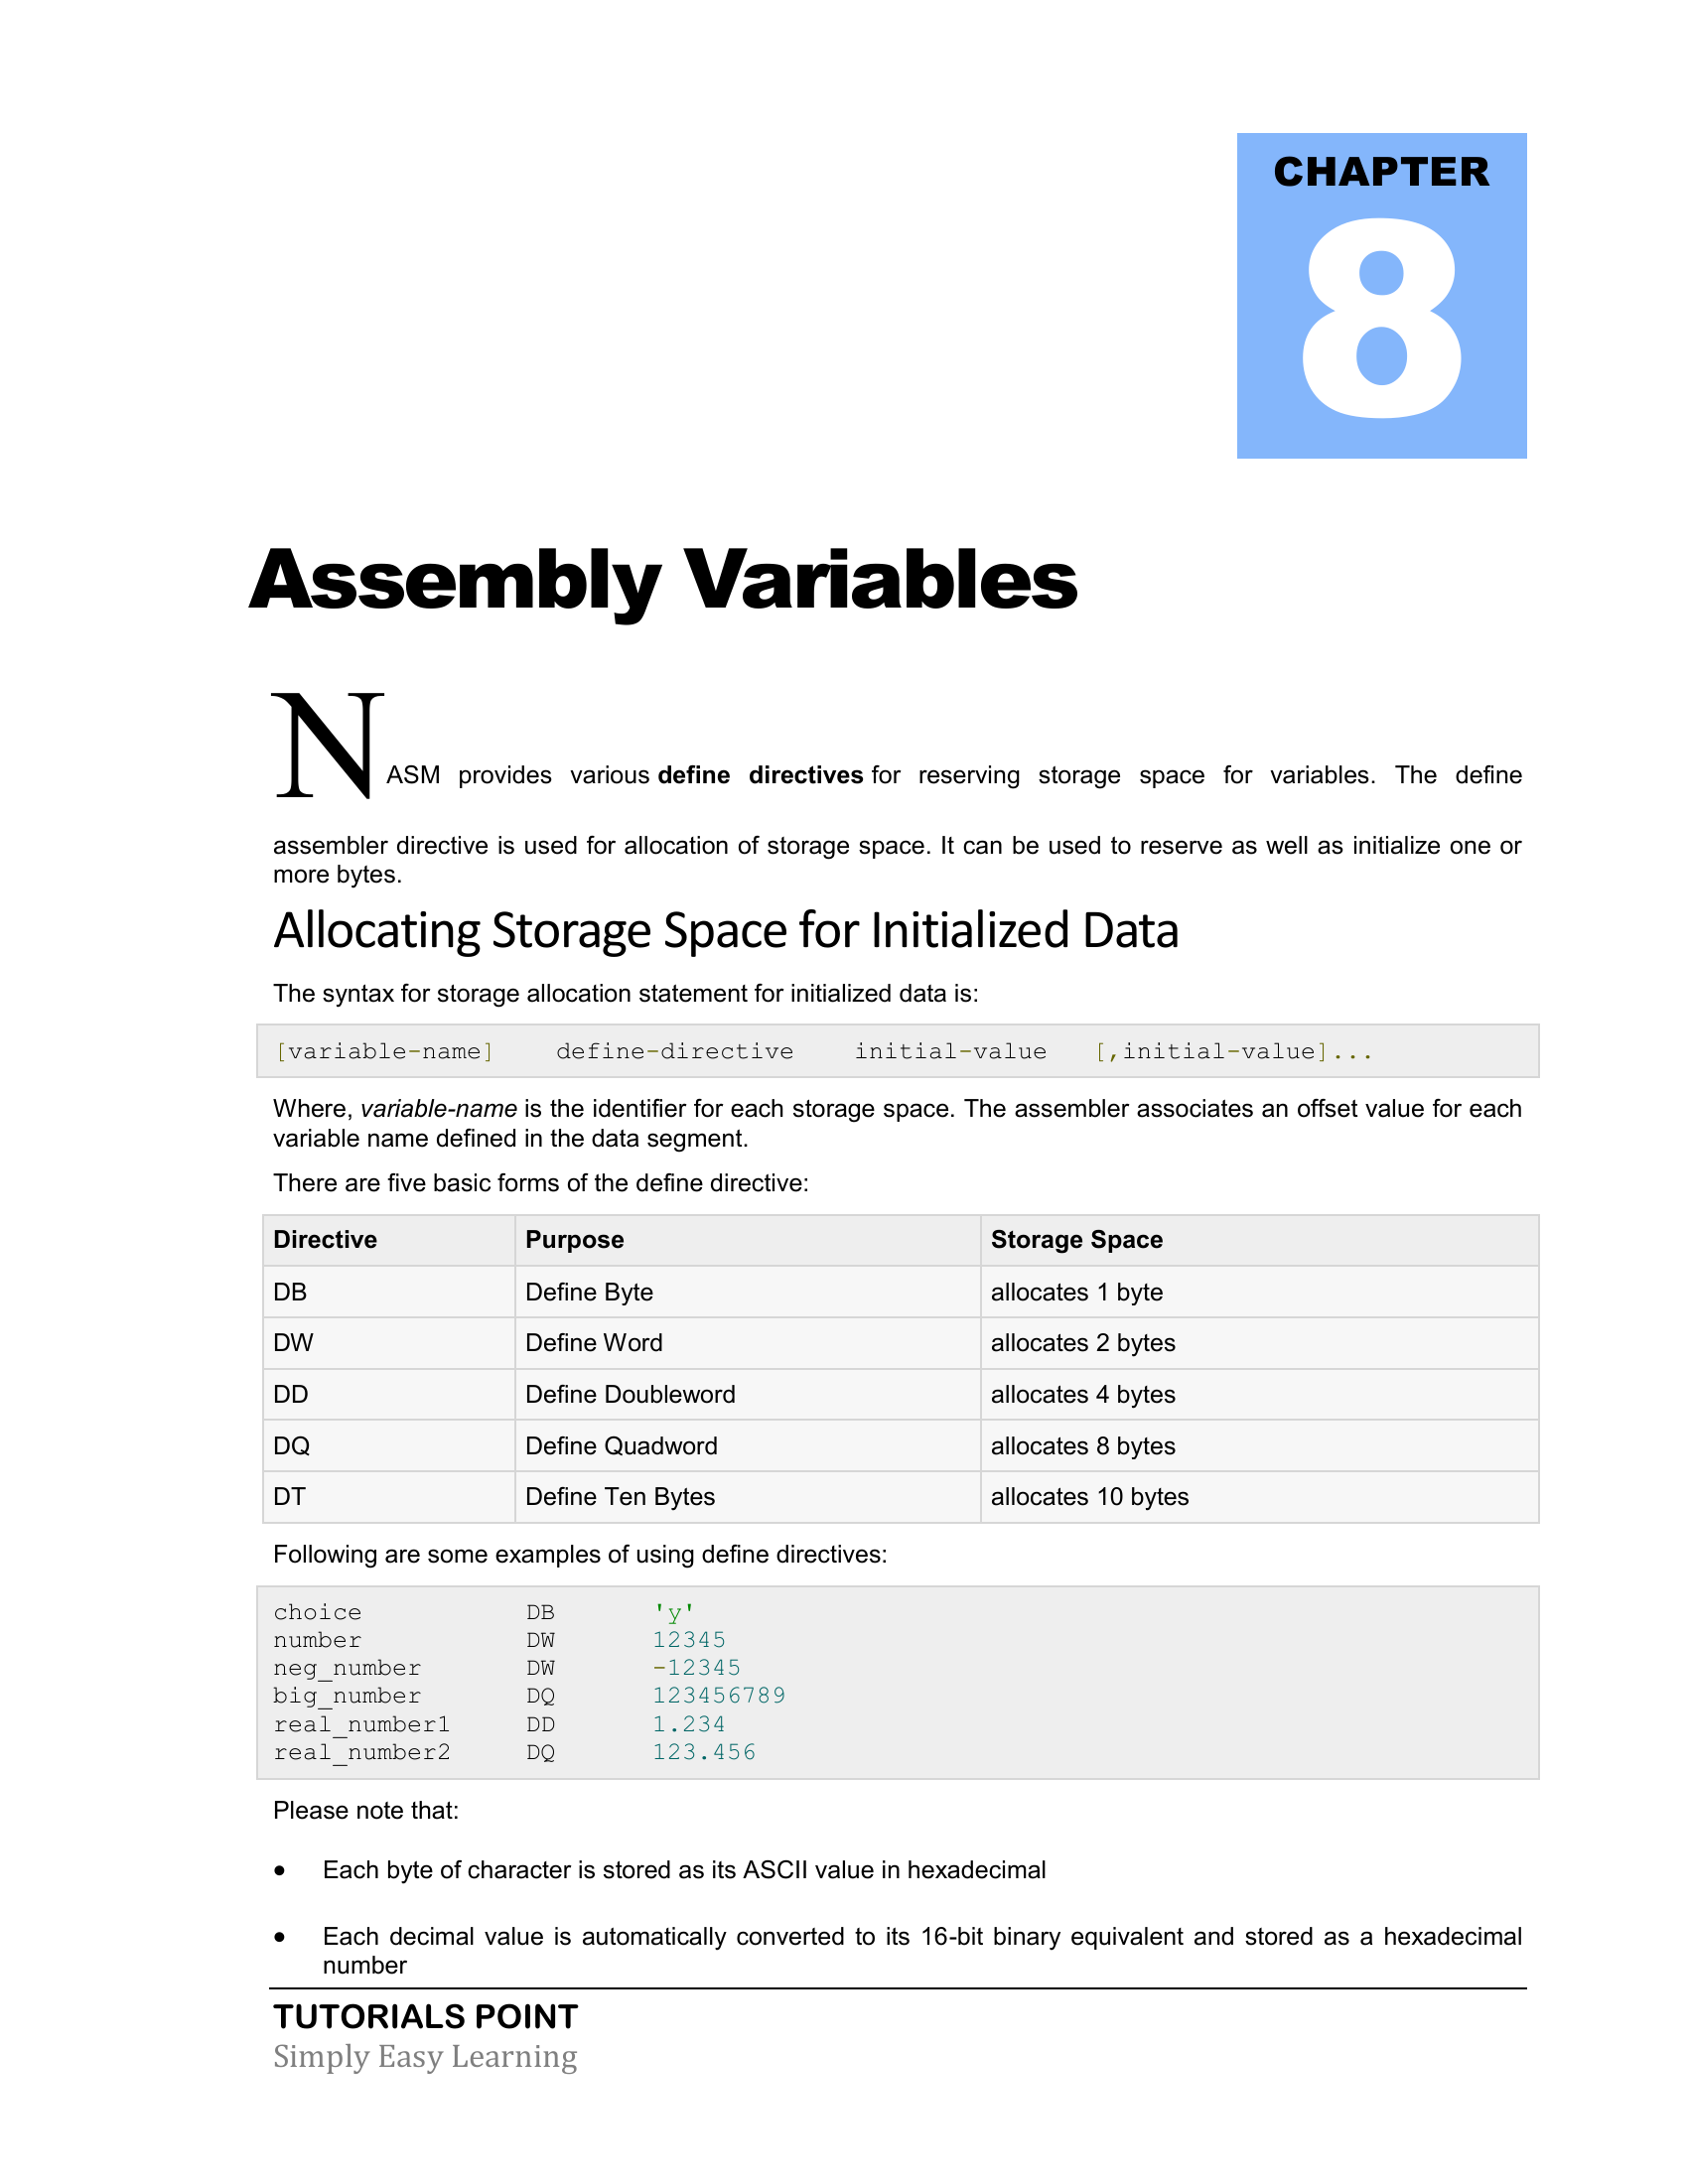 CHAPTER
8
Assembly Variables
NASM provides various define directives for reserving storage space for variables. The define
assembler directive is used for allocation of storage space. It can be used to reserve as well as initialize one or
more bytes.
Allocating Storage Space for Initialized Data
The syntax for storage allocation statement for initialized data is:
[variable-name]    define-directive    initial-value   [,initial-value]...
Where, variable-name is the identifier for each storage space. The assembler associates an offset value for each
variable name defined in the data segment.
There are five basic forms of the define directive:
Directive Purpose Storage Space
DB Define Byte allocates 1 byte
DW Define Word allocates 2 bytes
DD Define Doubleword allocates 4 bytes
DQ Define Quadword allocates 8 bytes
DT Define Ten Bytes allocates 10 bytes
Following are some examples of using define directives:
choice DB 'y'
number DW 12345
neg_number DW -12345
big_number DQ 123456789
real_number1 DD 1.234
real_number2 DQ 123.456
Please note that:
• Each byte of character is stored as its ASCII value in hexadecimal
• Each decimal value is automatically converted to its 16-bit binary equivalent and stored as a hexadecimal
number
TUTORIALS POINT
Simply Easy Learning